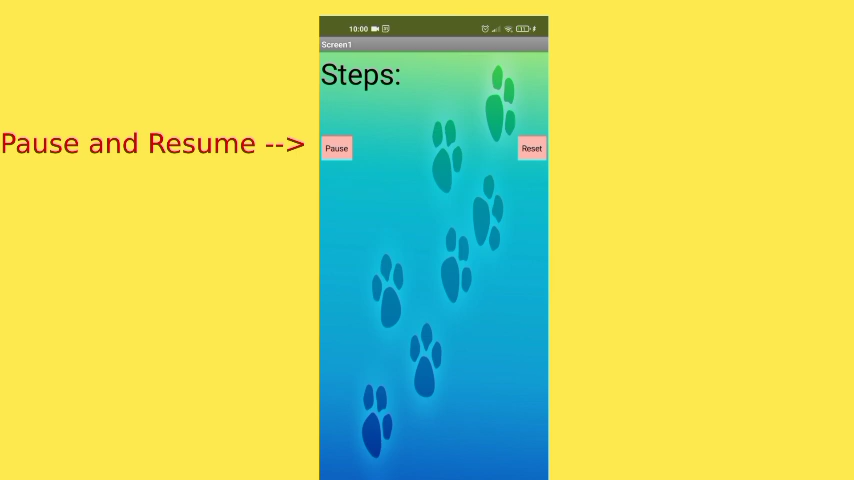 10:00
Screen1
Steps:
Pause and Resume -->
Pause
Reset